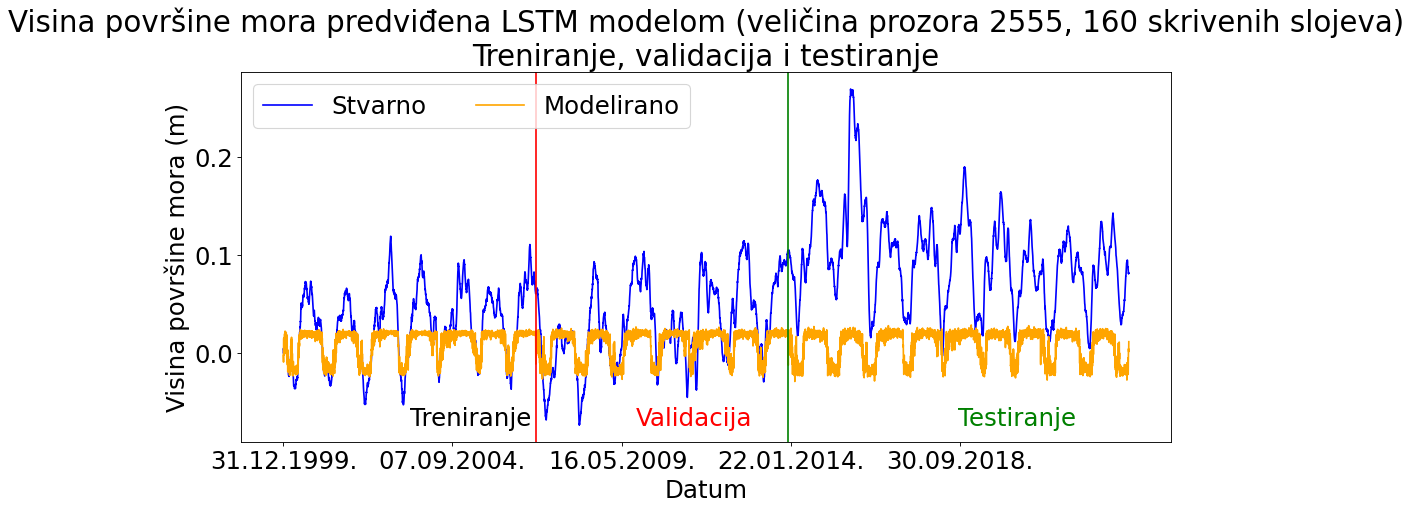 Visina površine mora predviđena LSTM modelom (veličina prozora 2555, 160 skrivenih slojeva)
Treniranje, validacija i testiranje
Stvarno
Modelirano
Visina površine mora (m)
0.2
0.1
0.0
Treniranje
Validacija
Testiranje
31.12.1999.
07.09.2004.
16.05.2009.
22.01.2014.
30.09.2018.
Datum